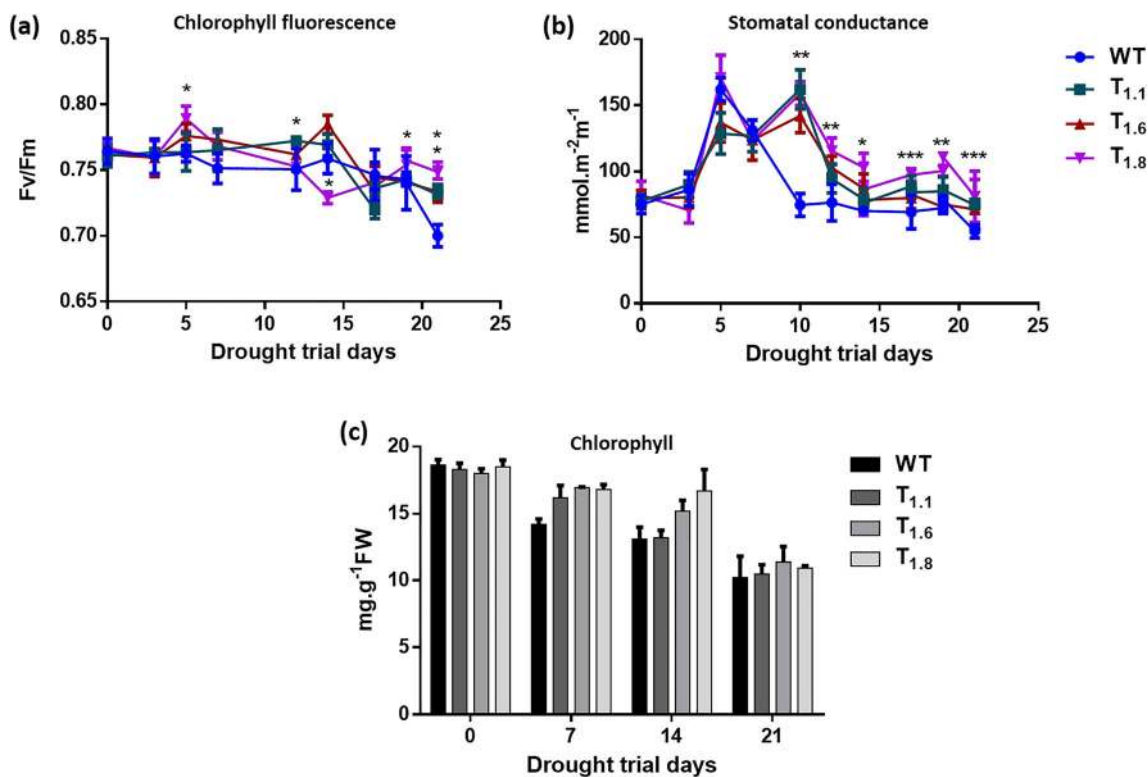 (a) Chlorophyll fluorescence
0.85
0.80
0.75
0.70
0.65
Fv/Fm
* * * * * *
0 5 10 15 20 25
Drought trial days
(b) Stomatal conductance
200
150
100
50
0
mmol.m-2m-1
** ** * *** ** ***
0 5 10 15 20 25
Drought trial days
WT
T1.1
T1.6
T1.8
(c) Chlorophyll
20
15
10
5
0
mg.g-1FW
0 7 14 21
Drought trial days
WT
T1.1
T1.6
T1.8